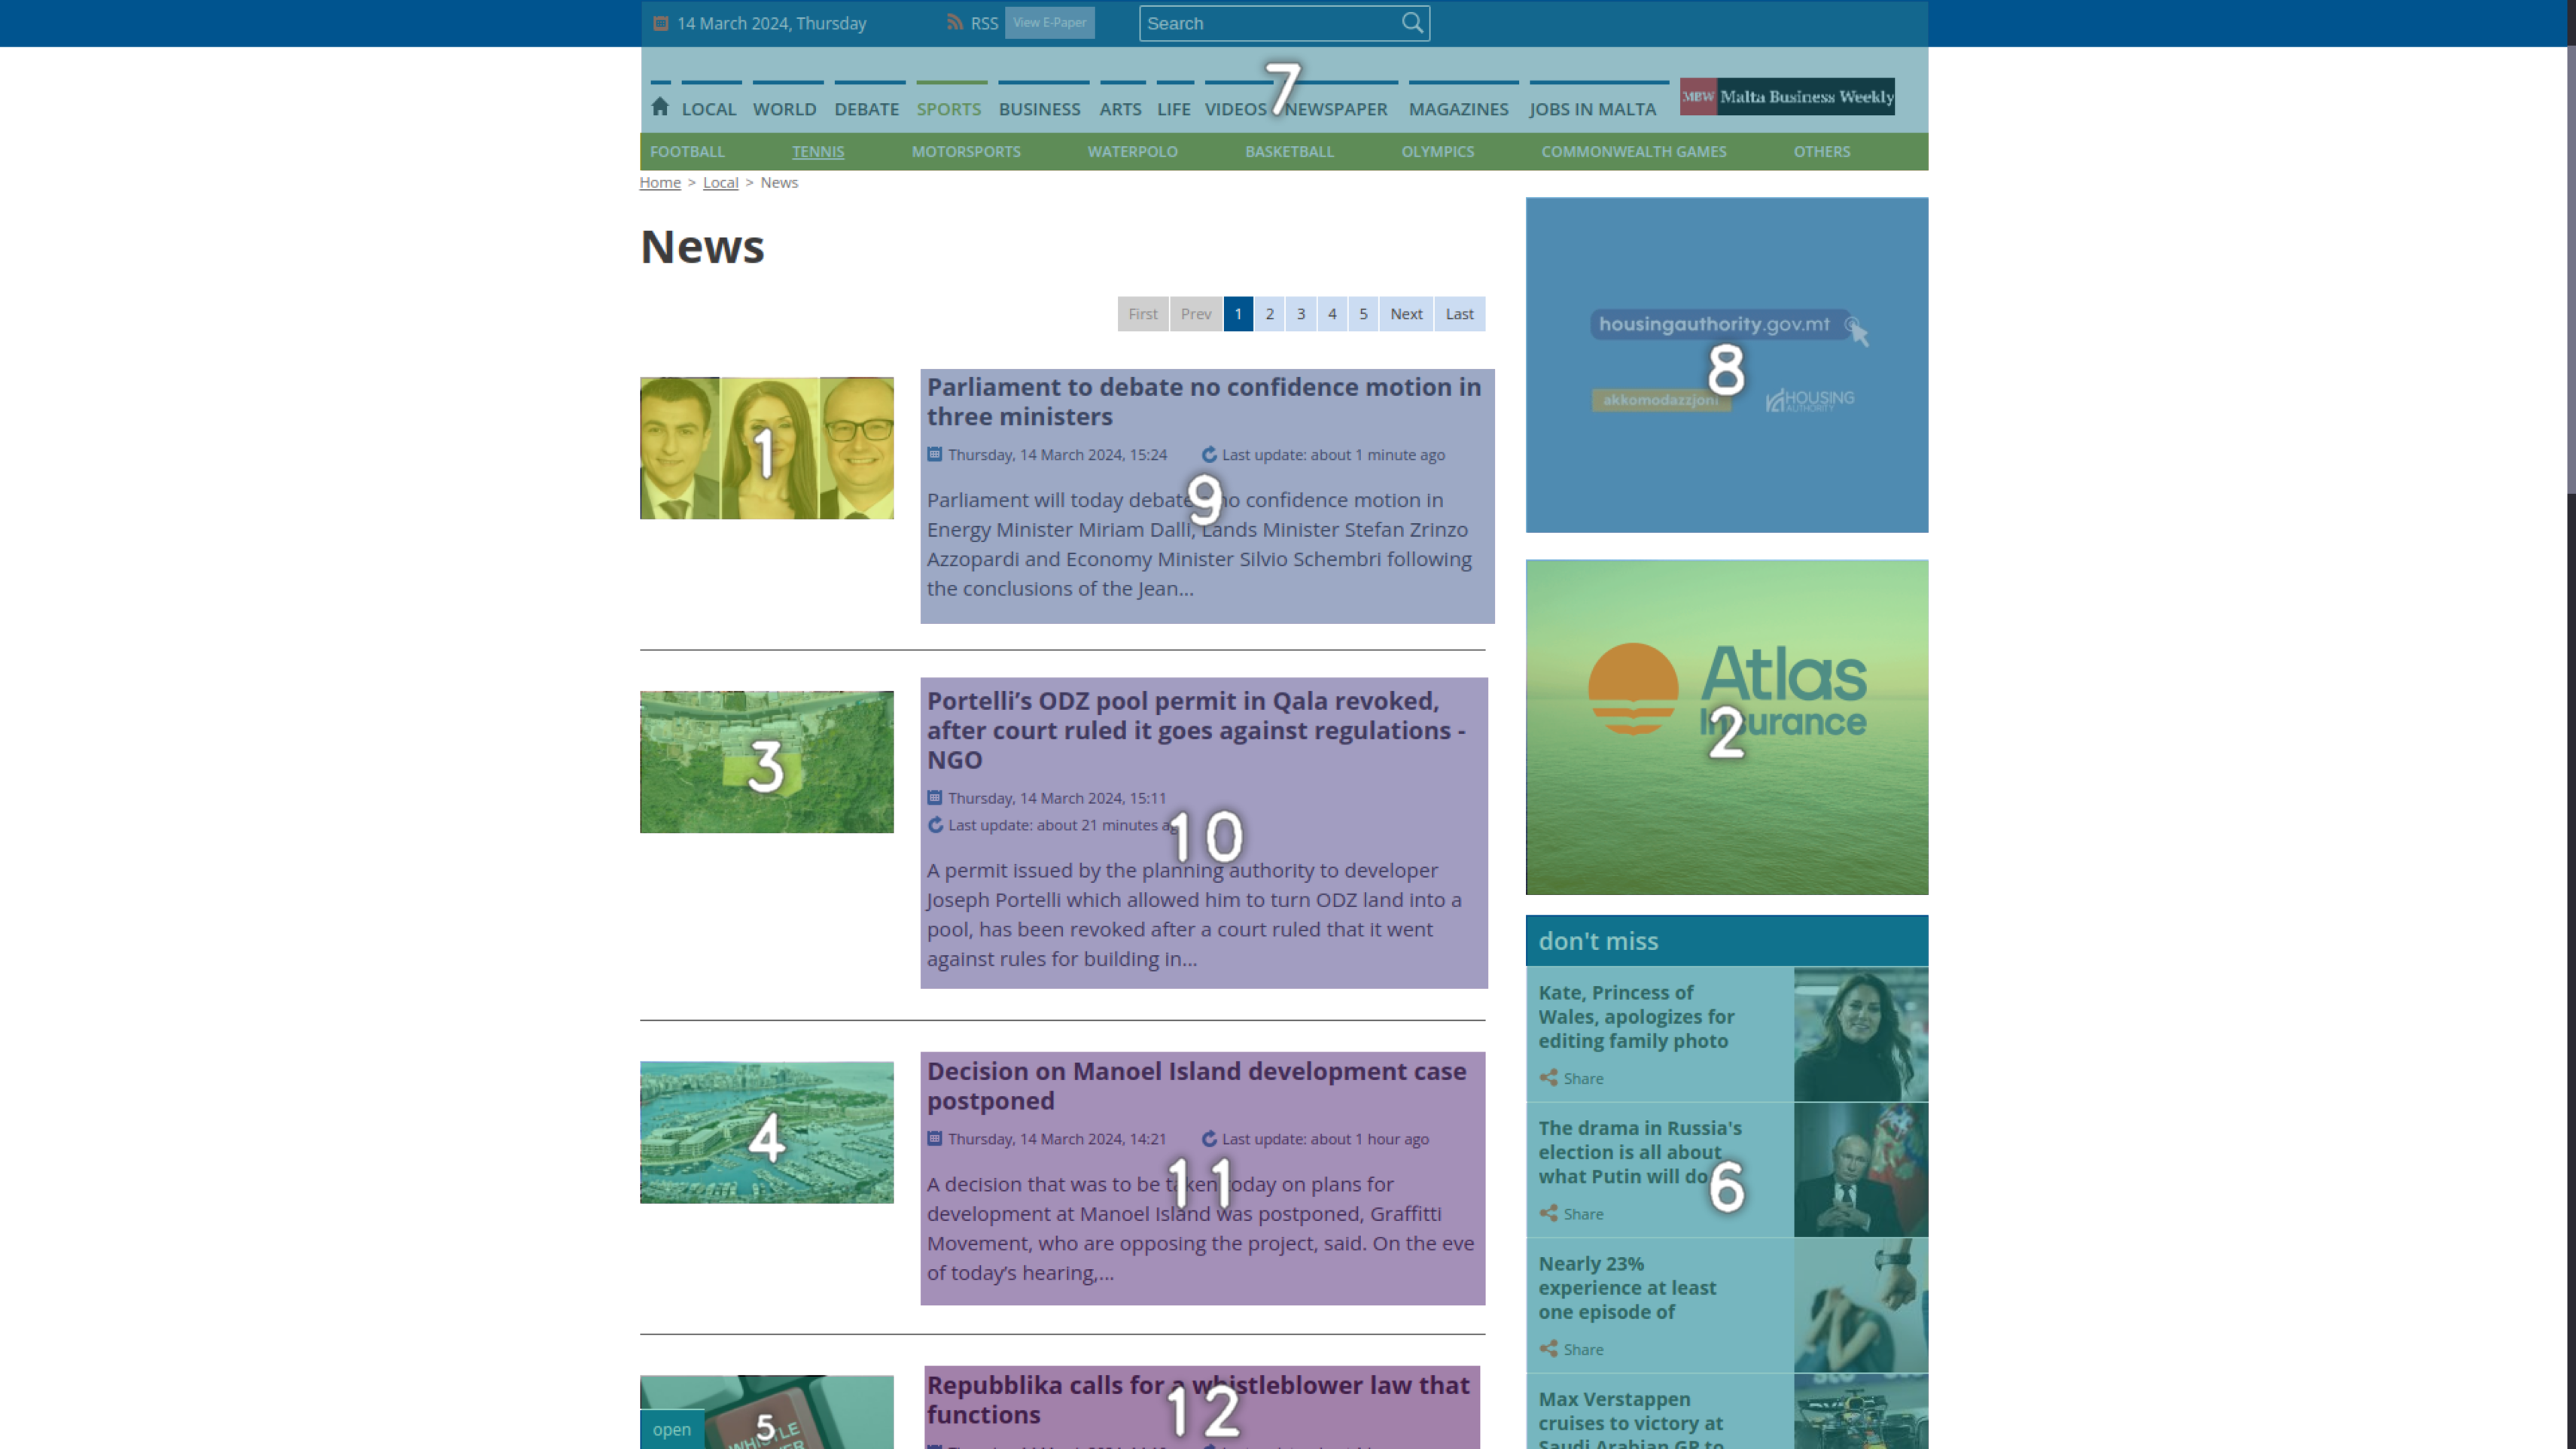 14 March 2024, Thursday RSS View E-Paper Search
LOCAL WORLD DEBATE SPORTS BUSINESS ARTS LIFE VIDEOS NEWSPAPER MAGAZINES JOBS IN MALTA MBW Malta Business Weekly
7
FOOTBALL TENNIS MOTORSPORTS WATERPOLO BASKETBALL OLYMPICS COMMONWEALTH GAMES OTHERS
Home > Local > News
News
First Prev 1 2 3 4 5 Next Last
1
Parliament to debate no confidence motion in
three ministers
Thursday, 14 March 2024, 15:24 Last update: about 1 minute ago
9
Parliament will today debate no confidence motion in
Energy Minister Miriam Dalli, Lands Minister Stefan Zrinzo
Azzopardi and Economy Minister Silvio Schembri following
the conclusions of the Jean...
3
Portelli’s ODZ pool permit in Qala revoked,
after court ruled it goes against regulations -
NGO
Thursday, 14 March 2024, 15:11
Last update: about 21 minutes ago
10
A permit issued by the planning authority to developer
Joseph Portelli which allowed him to turn ODZ land into a
pool, has been revoked after a court ruled that it went
against rules for building in...
4
Decision on Manoel Island development case
postponed
Thursday, 14 March 2024, 14:21 Last update: about 1 hour ago
11
A decision that was to be taken today on plans for
development at Manoel Island was postponed, Graffitti
Movement, who are opposing the project, said. On the eve
of today’s hearing,...
5
open
Repubblika calls for a whistleblower law that
functions
12
housingauthority.gov.mt
8
akkomodazzjoni HOUSING
AUTHORITY
Atlas
Insurance
2
don't miss
Kate, Princess of
Wales, apologizes for
editing family photo
Share
The drama in Russia's
election is all about
what Putin will do
6
Share
Nearly 23%
experience at least
one episode of
Share
Max Verstappen
cruises to victory at
Saudi Arabian GP to